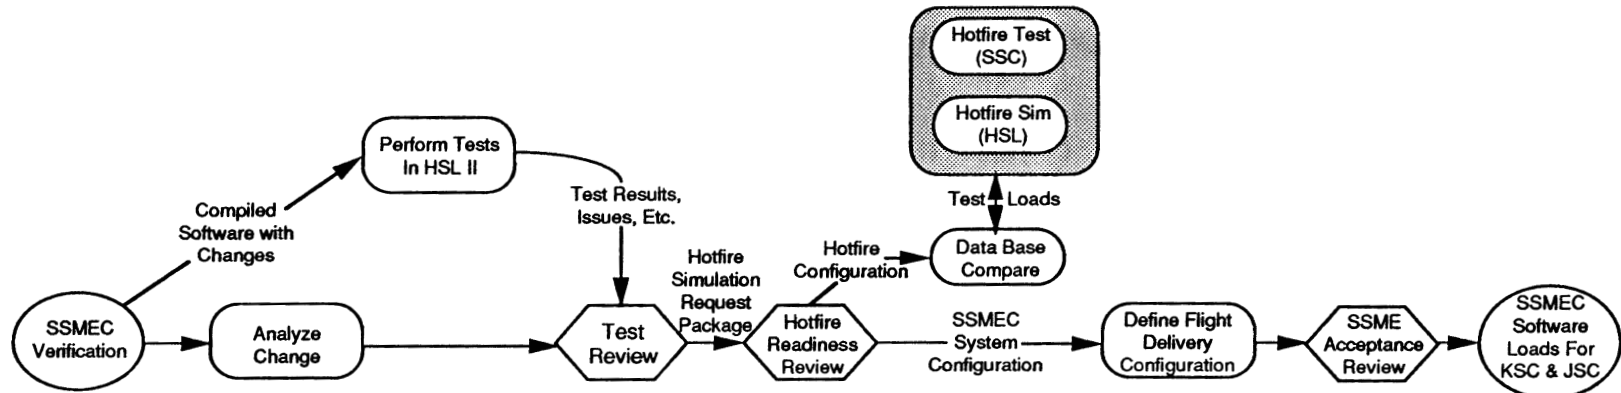 Hotfire Test
(SSC)
Hotfire Sim
(HSL)
Perform Tests
In HSL II
Test Results,
Issues, Etc.
Test Loads
Compiled
Software with
Changes
Hotfire
Simulation
Request
Package
Hotfire
Configuration
Data Base
Compare
SSMEC
Verification
Analyze
Change
Test
Review
Hotfire
Readiness
Review
SSMEC
System
Configuration
Define Flight
Delivery
Configuration
SSME
Acceptance
Review
SSMEC
Software
Loads For
KSC & JSC